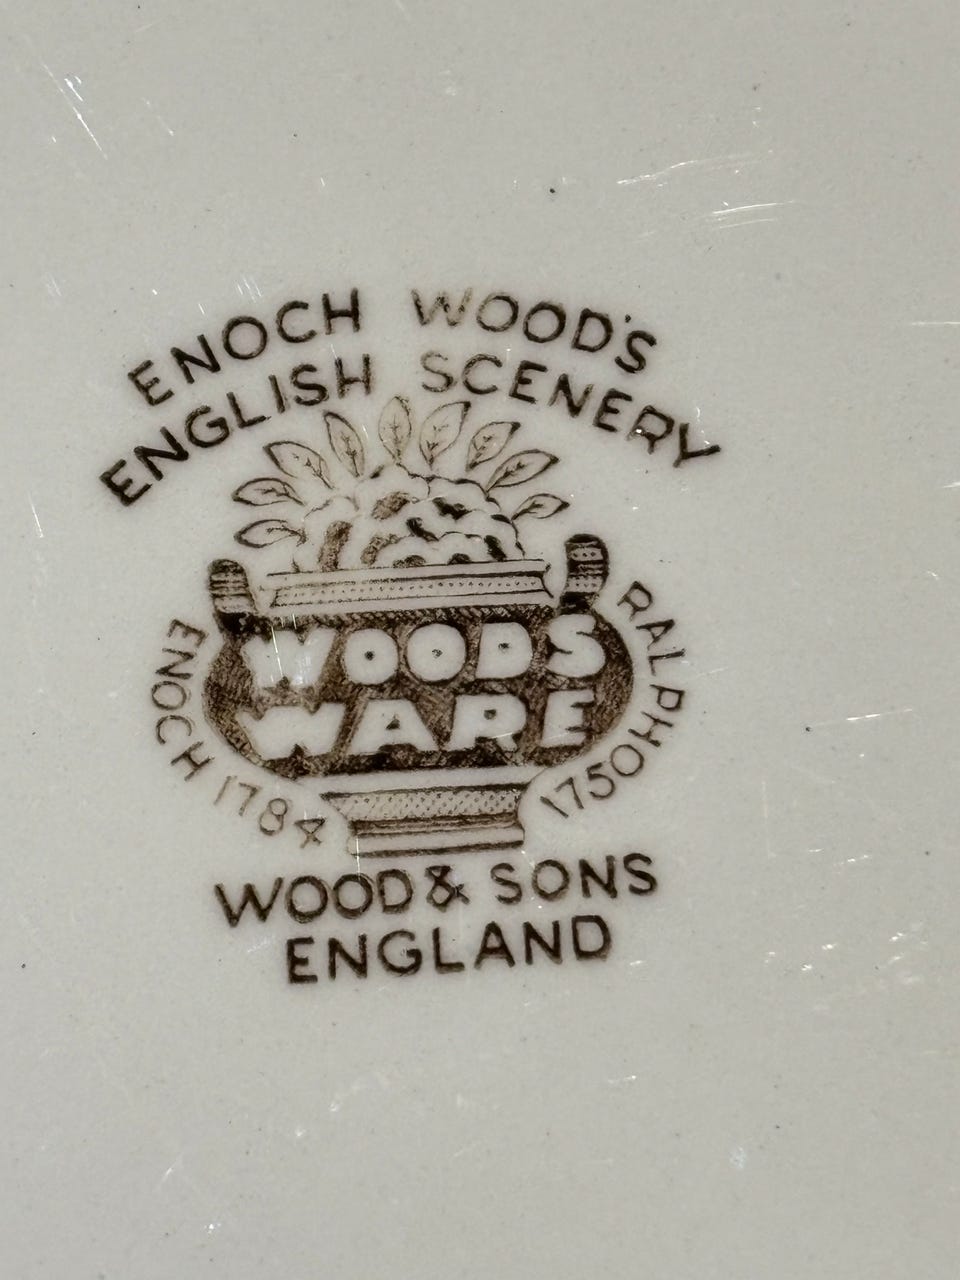 ENOCH WOOD'S
ENGLISH SCENERY
WOODS
WARE
ENOCH 1784
RALPH 1750
WOOD & SONS
ENGLAND